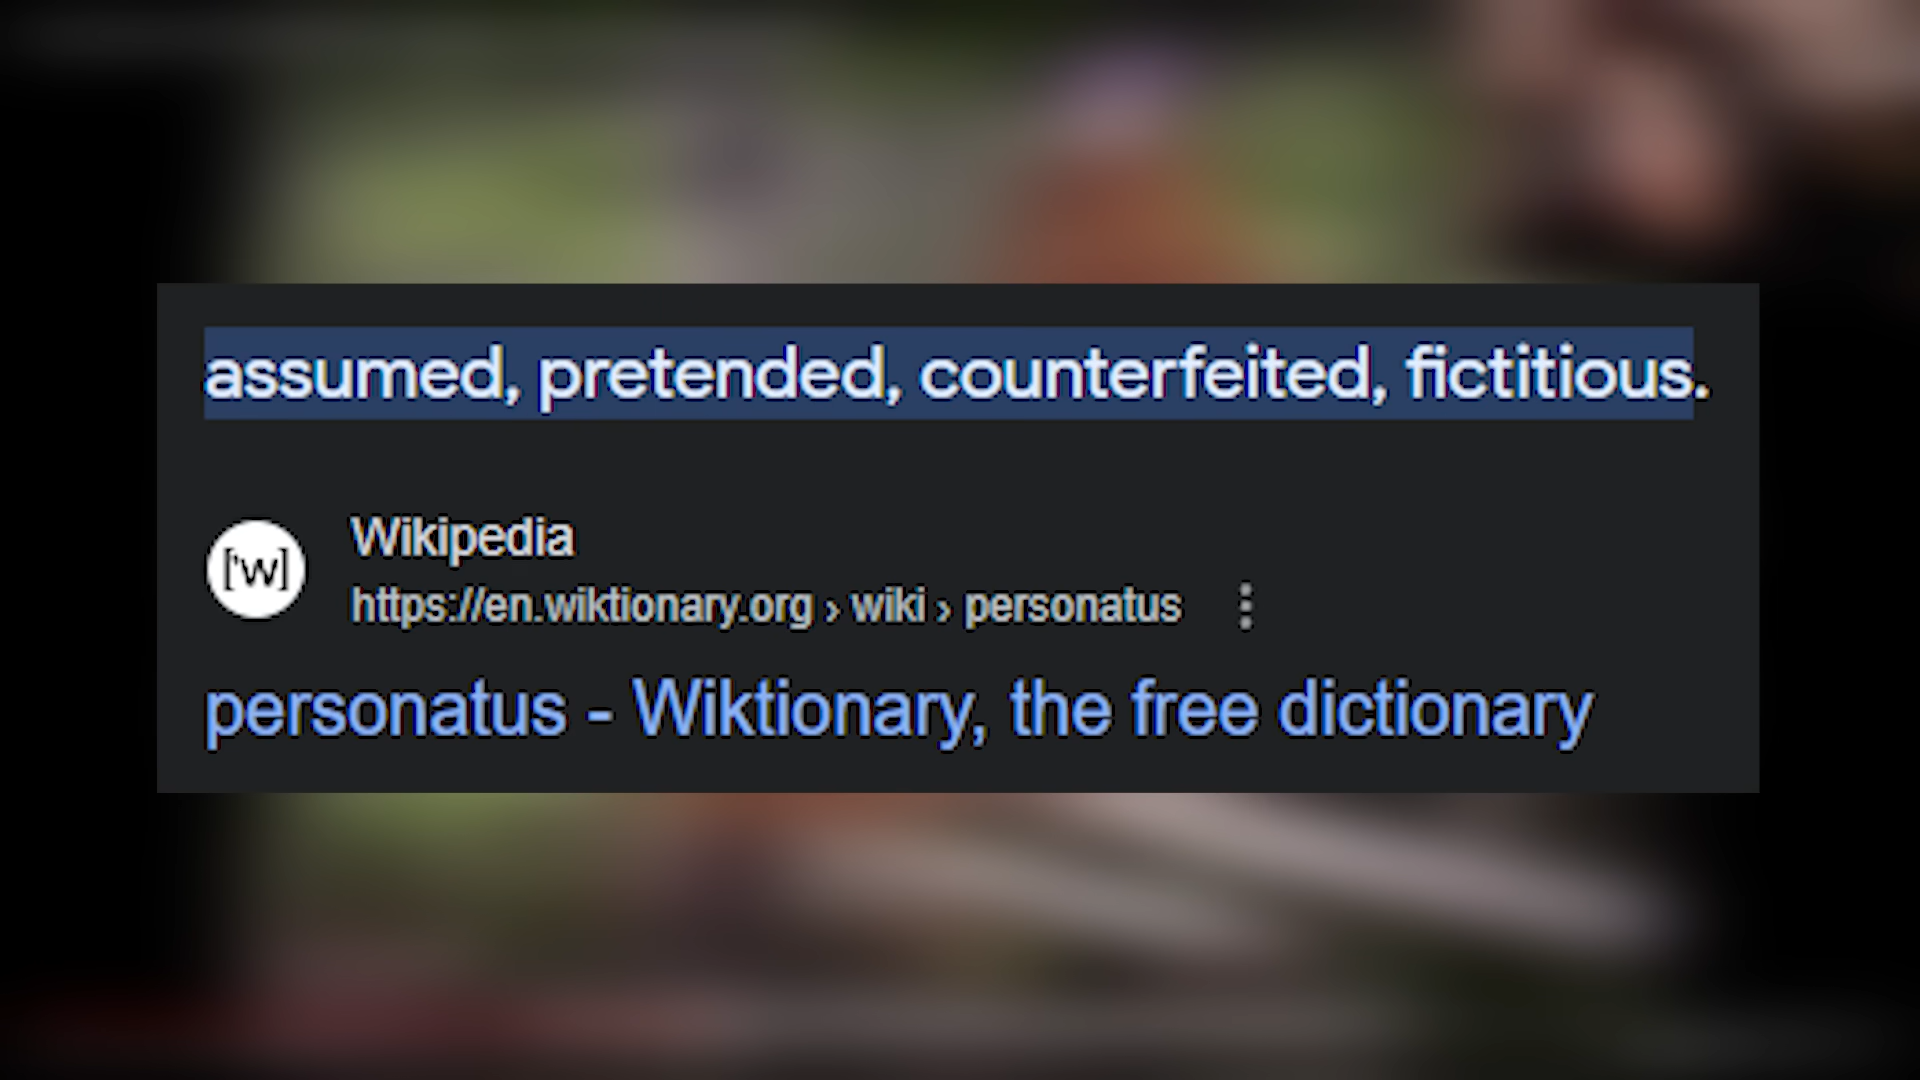 assumed, pretended, counterfeited, fictitious.
['w]
Wikipedia
https://en.wiktionary.org › wiki › personatus
personatus - Wiktionary, the free dictionary